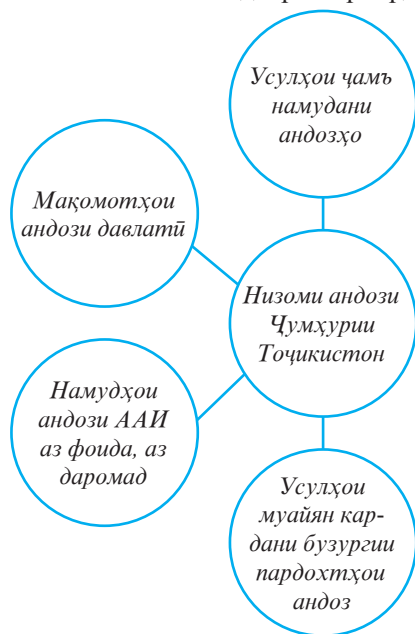 Усулҳои ҷамъ
намудани
андозҳо
Мақомотҳои
андози давлатӣ
Низоми андози
Ҷумҳурии
Тоҷикистон
Намудҳои
андози ААИ
аз фоида, аз
даромад
Усулҳои
муайян кар-
дани бузургии
пардохтҳои
андоз